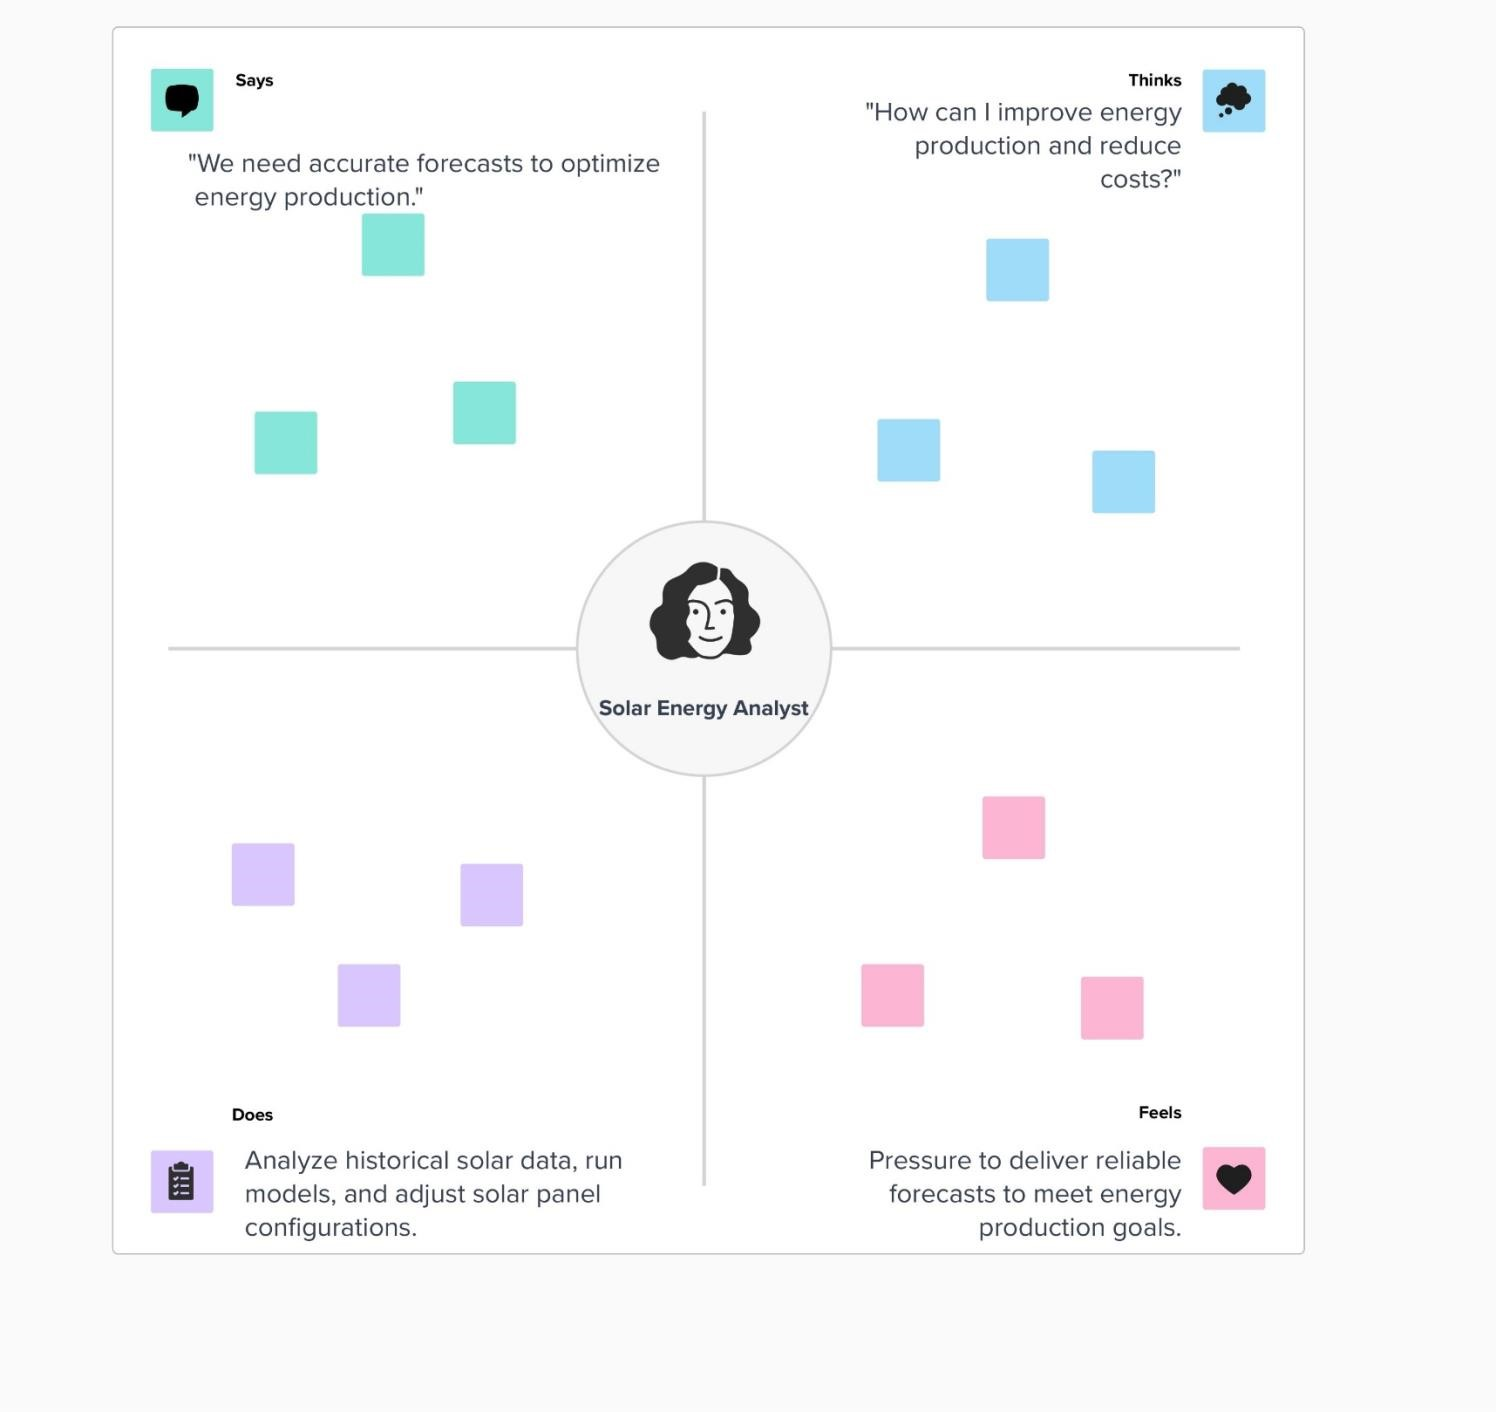 Says
"We need accurate forecasts to optimize
energy production."
Thinks
"How can I improve energy
production and reduce
costs?"
Solar Energy Analyst
Does
Analyze historical solar data, run
models, and adjust solar panel
configurations.
Feels
Pressure to deliver reliable
forecasts to meet energy
production goals.